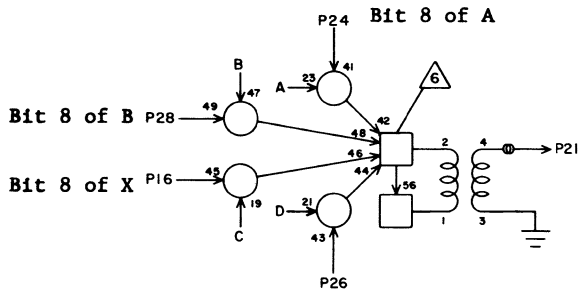 P24 Bit 8 of A
B A 23 41 6
Bit 8 of B P28 49 47 42
48 2 4 P21
46
Bit 8 of X P16 45 44
19 D 21 56
C 43 1 3
P26